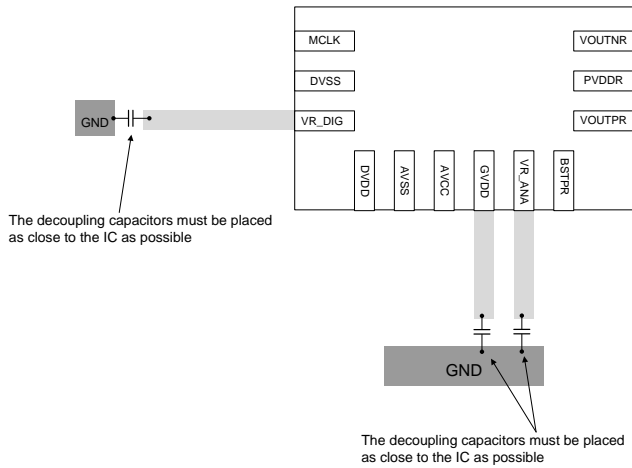 MCLK
VOUTNR
DVSS
PVDDR
GND
VR_DIG
VOUTPR
DVDD
AVSS
AVCC
GVDD
VR_ANA
BSTPR
The decoupling capacitors must be placed
as close to the IC as possible
GND
The decoupling capacitors must be placed
as close to the IC as possible